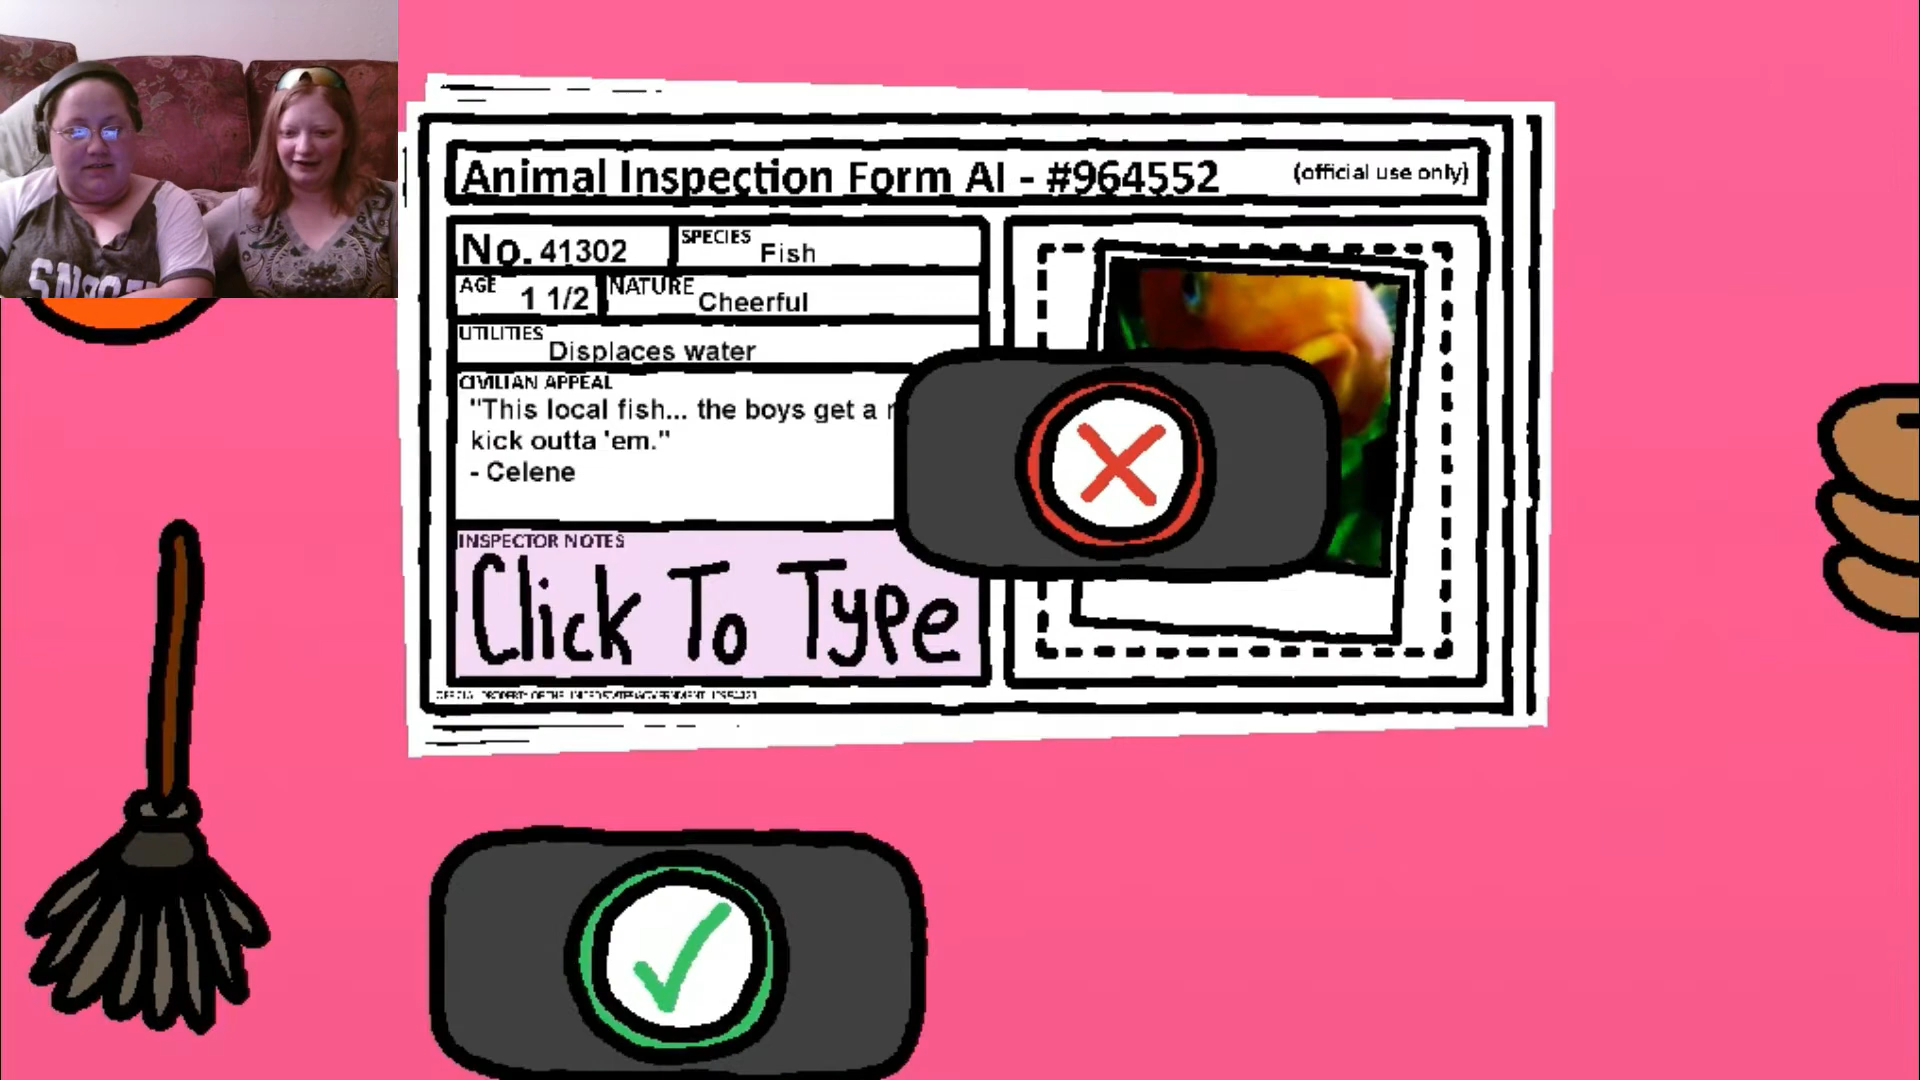 Animal Inspection Form AI - #964552
(official use only)
No. 41302
SPECIES Fish
AGE 1 1/2
NATURE Cheerful
UTILITIES Displaces water
CIVILIAN APPEAL
"This local fish... the boys get a
kick outta 'em."
- Celene
INSPECTOR NOTES
Click To Type